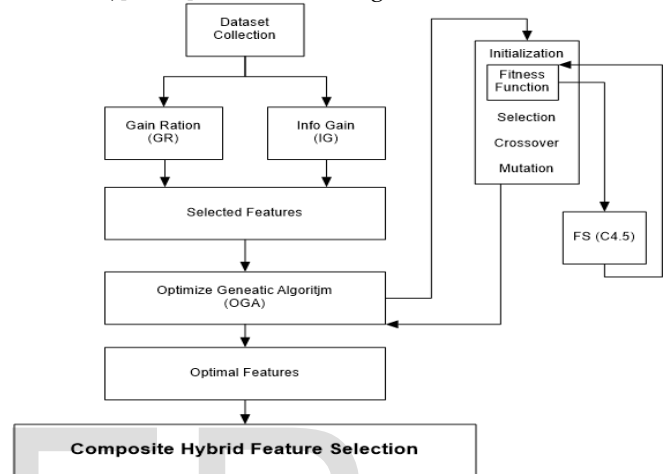 Dataset
Collection
Initialization
Fitness
Function
Selection
Crossover
Mutation
Gain Ration
(GR)
Info Gain
(IG)
Selected Features
FS (C4.5)
Optimize Geneatic Algoritjm
(OGA)
Optimal Features
Composite Hybrid Feature Selection